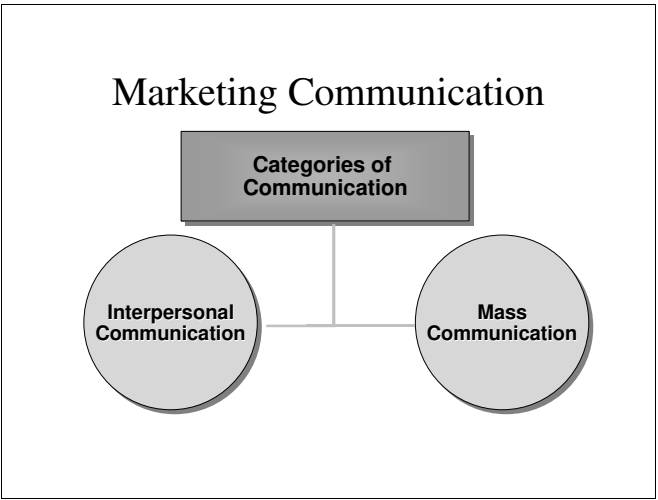 Marketing Communication
Categories of
Communication
Interpersonal
Communication
Mass
Communication